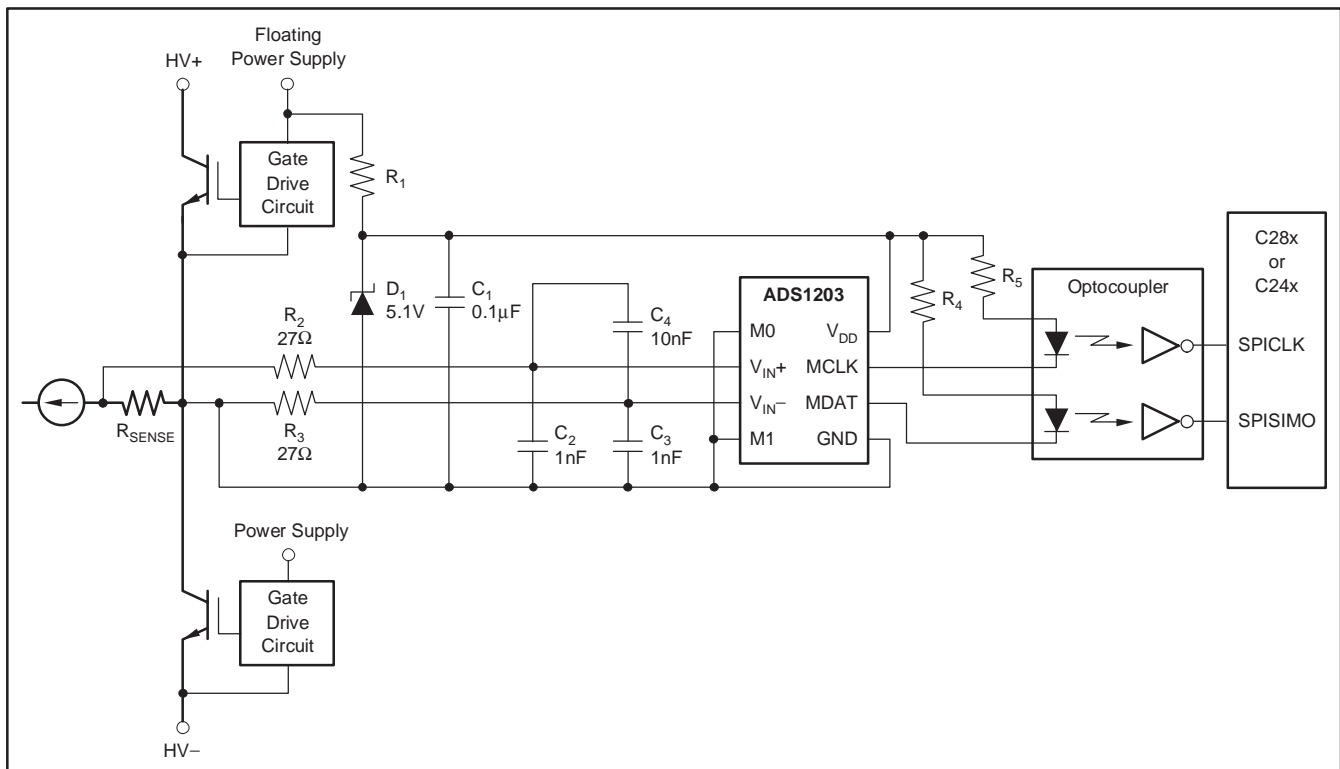 Floating
Power Supply
HV+
Gate
Drive
Circuit
R1
D1
5.1V
C1
0.1μF
R2
27Ω
R3
27Ω
RSENSE
C4
10nF
C2
1nF
C3
1nF
ADS1203
M0
VIN+
VIN−
M1
VDD
MCLK
MDAT
GND
R4
R5
Optocoupler
C28x
or
C24x
SPICLK
SPISIMO
Power Supply
Gate
Drive
Circuit
HV−